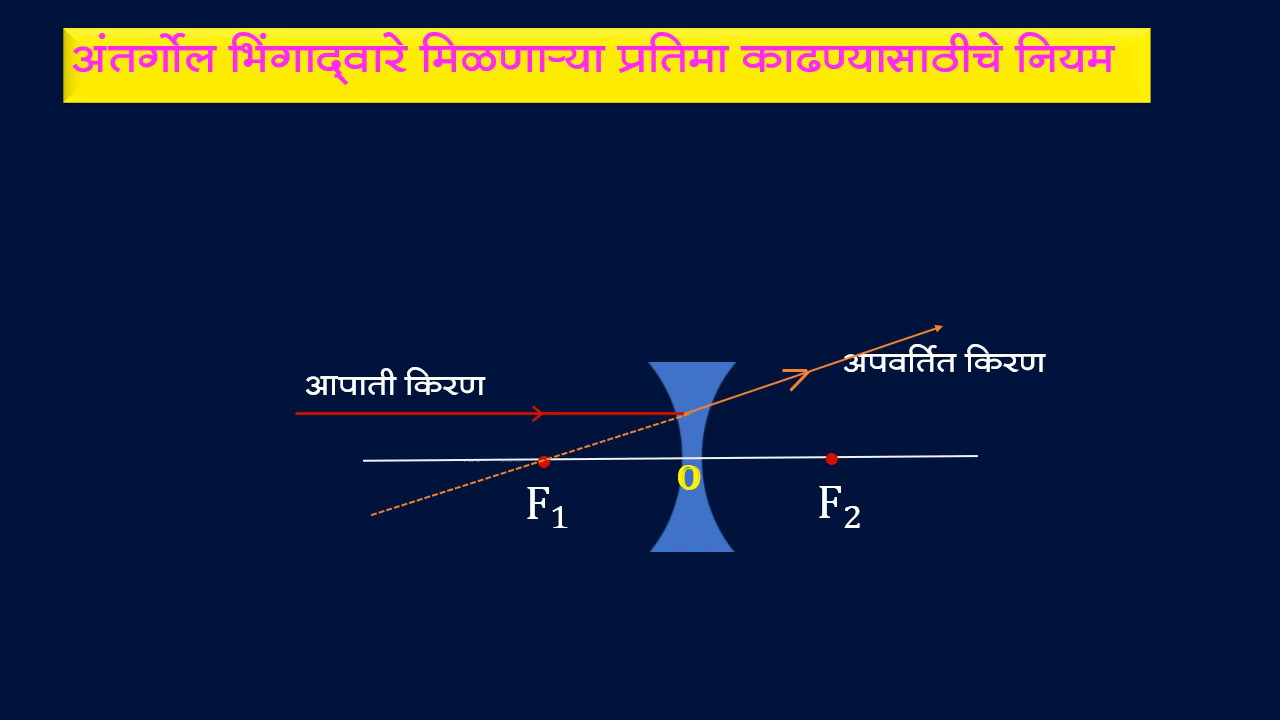 अंतर्गोल भिंगाद्‌वारे मिळणाऱ्या प्रतिमा काढण्यासाठीचे नियम
अपवर्तित किरण
आपाती किरण
O
F₁
F₂